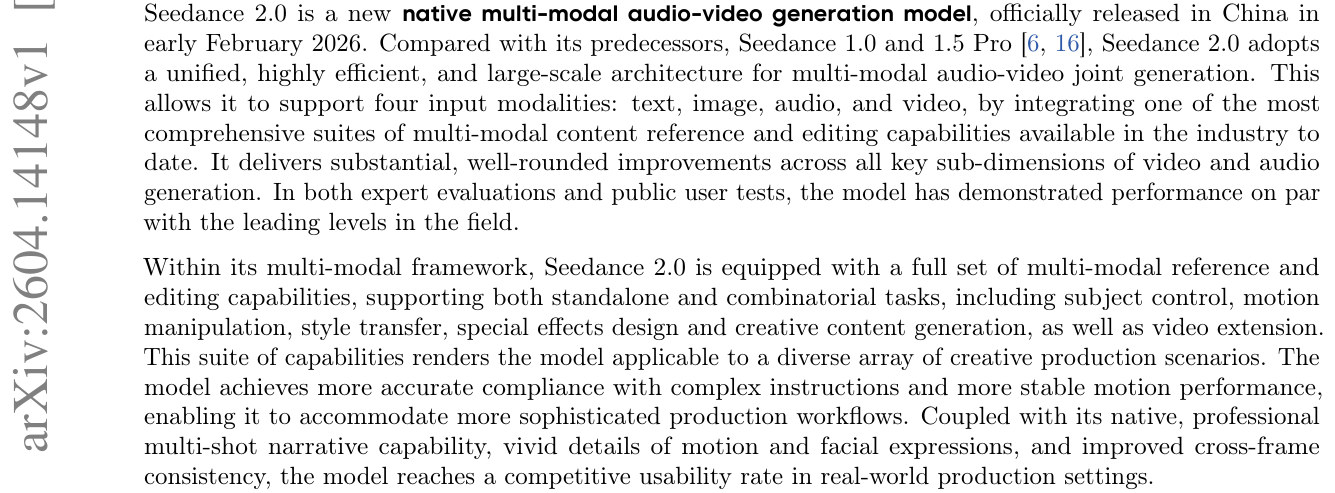 Seedance 2.0 is a new native multi-modal audio-video generation model, officially released in China in
early February 2026. Compared with its predecessors, Seedance 1.0 and 1.5 Pro [6, 16], Seedance 2.0 adopts
a unified, highly efficient, and large-scale architecture for multi-modal audio-video joint generation. This
allows it to support four input modalities: text, image, audio, and video, by integrating one of the most
comprehensive suites of multi-modal content reference and editing capabilities available in the industry to
date. It delivers substantial, well-rounded improvements across all key sub-dimensions of video and audio
generation. In both expert evaluations and public user tests, the model has demonstrated performance on par
with the leading levels in the field.
Within its multi-modal framework, Seedance 2.0 is equipped with a full set of multi-modal reference and
editing capabilities, supporting both standalone and combinatorial tasks, including subject control, motion
manipulation, style transfer, special effects design and creative content generation, as well as video extension.
This suite of capabilities renders the model applicable to a diverse array of creative production scenarios. The
model achieves more accurate compliance with complex instructions and more stable motion performance,
enabling it to accommodate more sophisticated production workflows. Coupled with its native, professional
multi-shot narrative capability, vivid details of motion and facial expressions, and improved cross-frame
consistency, the model reaches a competitive usability rate in real-world production settings.
arXiv:2604.14148v1 [